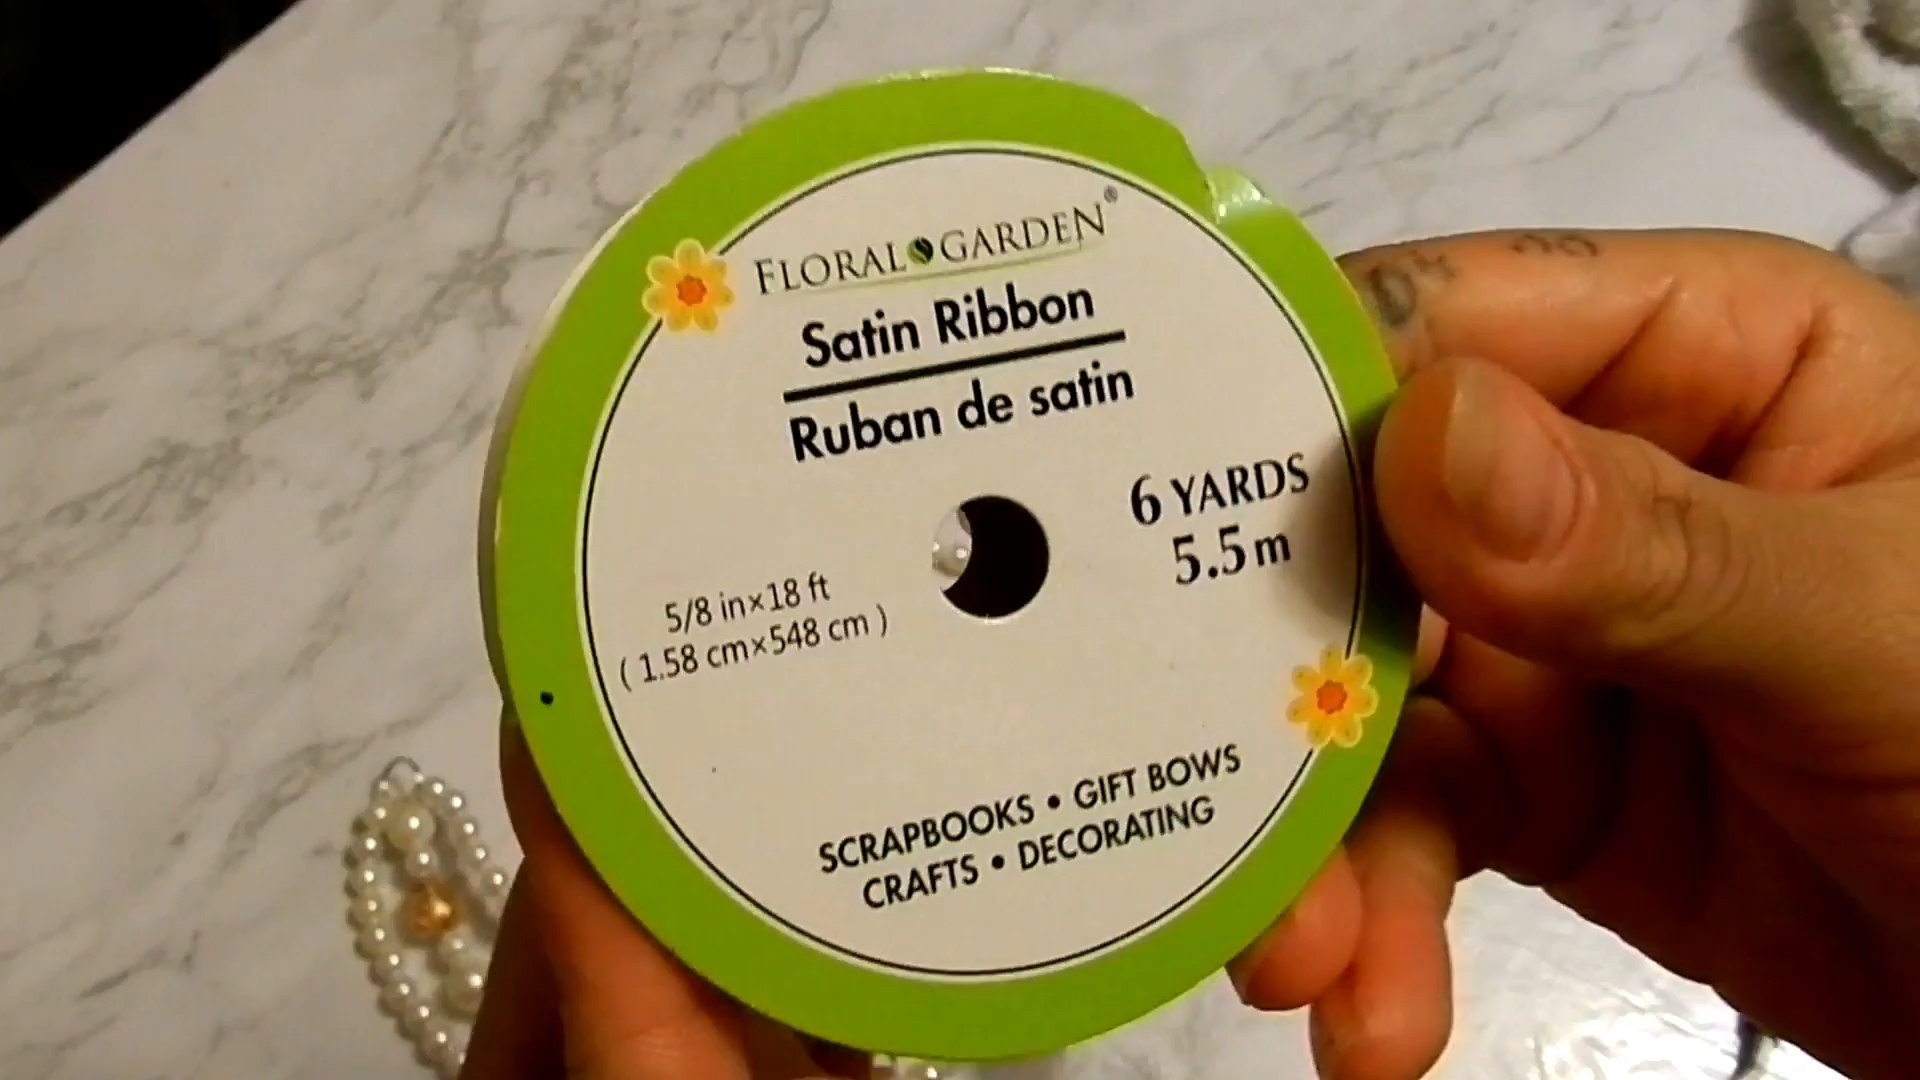 FLORAL GARDEN®
Satin Ribbon
Ruban de satin
6 YARDS
5.5 m
5/8 in×18 ft
( 1.58 cm×548 cm )
SCRAPBOOKS • GIFT BOWS
CRAFTS • DECORATING